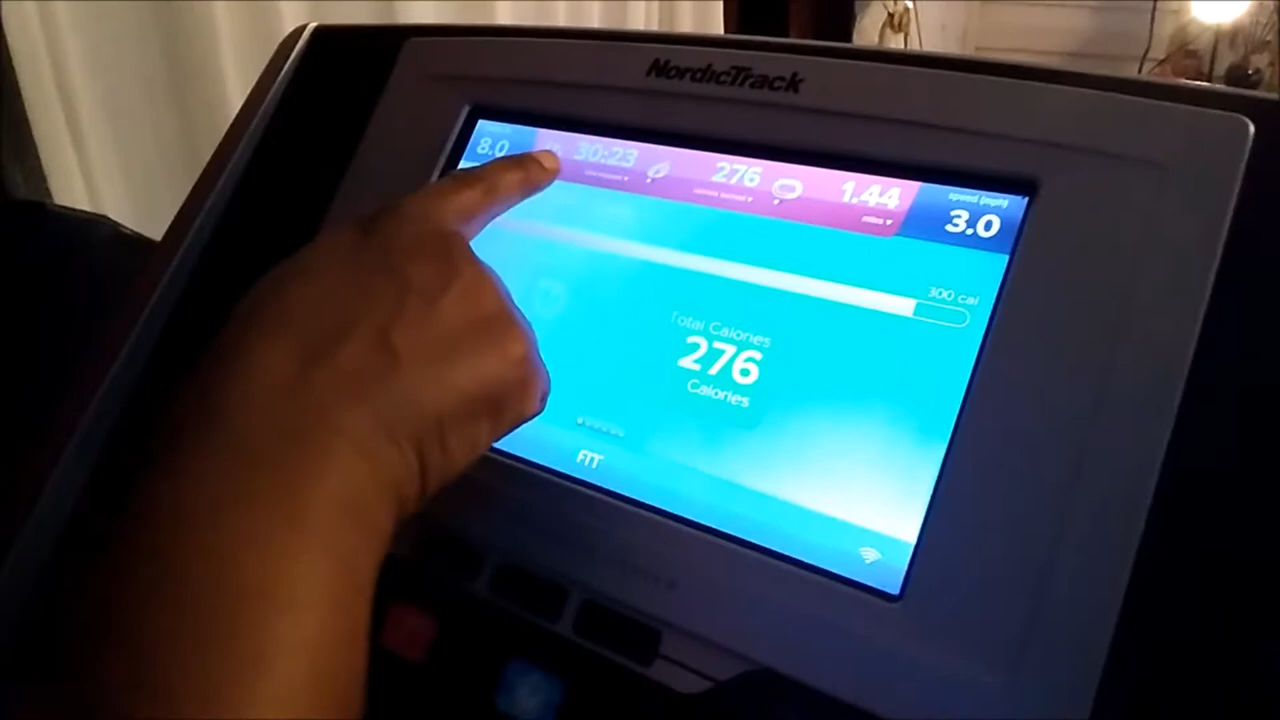 NordicTrack
8.0 30:23 276 1.44 speed (mph)
miles 3.0
300 cal
Total Calories
276
Calories
FIT